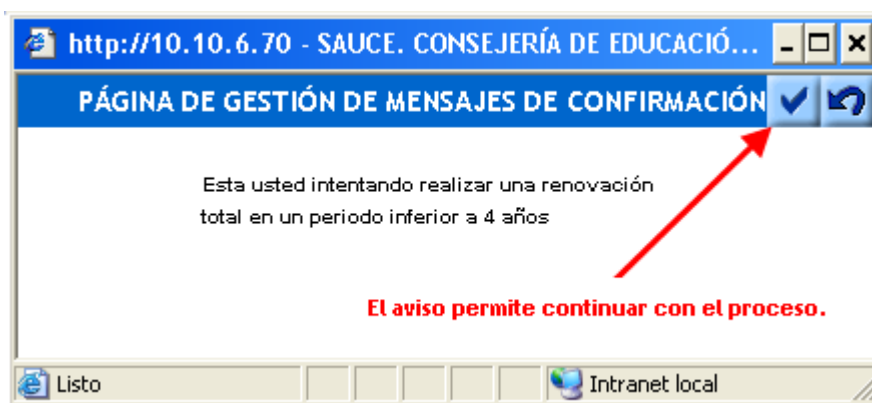 http://10.10.6.70 - SAUCE. CONSEJERÍA DE EDUCACIÓ...
PÁGINA DE GESTIÓN DE MENSAJES DE CONFIRMACIÓN
Esta usted intentando realizar una renovación
total en un periodo inferior a 4 años
El aviso permite continuar con el proceso.
Listo
Intranet local